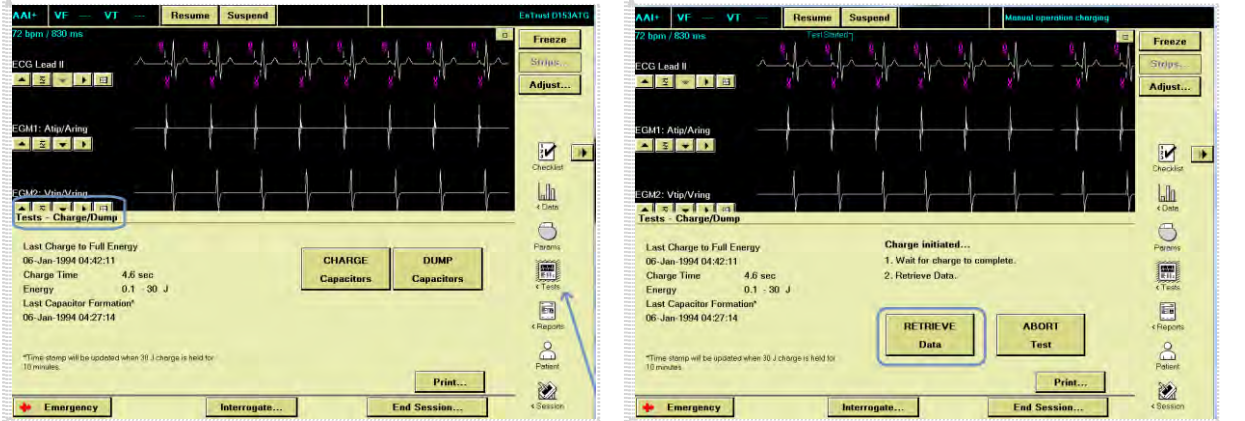 AAI+ VF — VT — Resume Suspend EnTrust D153ATG
72 bpm / 830 ms
Freeze
ECG Lead II
Strips...
Adjust...
EGM1: Atip/Aring
Checklist
EGM2: Vtip/Vring
< Data
Tests - Charge/Dump
Params
Last Charge to Full Energy
06-Jan-1994 04:42:11
Charge Time 4.6 sec
Energy 0.1 - 30 J
Last Capacitor Formation*
06-Jan-1994 04:27:14
CHARGE
Capacitors
DUMP
Capacitors
< Tests
< Reports
*Time stamp will be updated when 30 J charge is held for
10 minutes.
Patient
Print...
Emergency Interrogate... End Session... < Session
AAI+ VF — VT — Resume Suspend Manual operation charging
72 bpm / 830 ms Test Started
Freeze
ECG Lead II
Strips...
Adjust...
EGM1: Atip/Aring
Checklist
EGM2: Vtip/Vring
< Data
Tests - Charge/Dump
Params
Last Charge to Full Energy
06-Jan-1994 04:42:11
Charge Time 4.6 sec
Energy 0.1 - 30 J
Last Capacitor Formation*
06-Jan-1994 04:27:14
Charge initiated...
1. Wait for charge to complete.
2. Retrieve Data.
< Tests
RETRIEVE
Data
ABORT
Test
< Reports
*Time stamp will be updated when 30 J charge is held for
10 minutes.
Patient
Print...
Emergency Interrogate... End Session... < Session